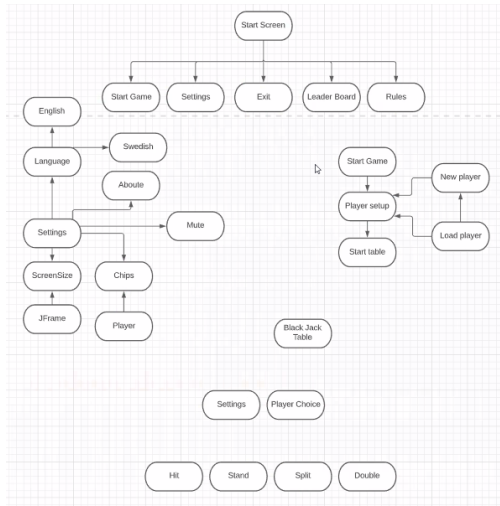 Start Screen
Start Game
Settings
Exit
Leader Board
Rules
English
Language
Swedish
Aboute
Settings
Mute
ScreenSize
Chips
JFrame
Player
Start Game
New player
Player setup
Load player
Start table
Black Jack
Table
Settings
Player Choice
Hit
Stand
Split
Double